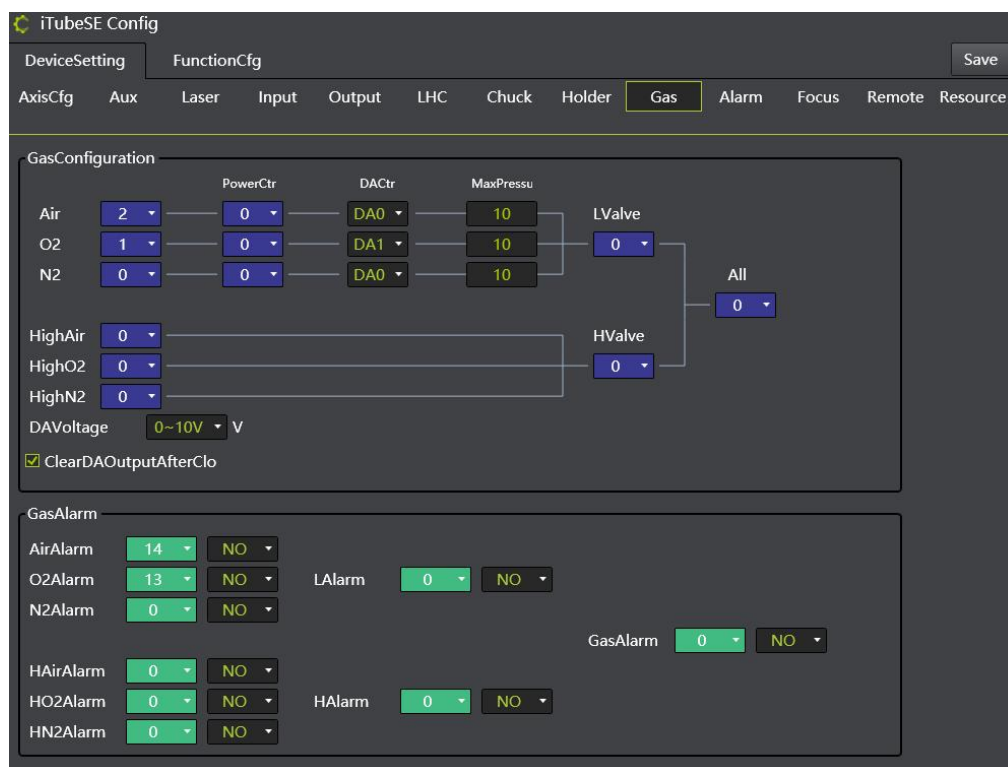 iTubeSE Config
DeviceSetting FunctionCfg Save
AxisCfg Aux Laser Input Output LHC Chuck Holder Gas Alarm Focus Remote Resource
GasConfiguration
PowerCtr DACtr MaxPressu
Air 2 0 DA0 10 LValve
O2 1 0 DA1 10 0
N2 0 0 DA0 10 All
0
HighAir 0 HValve
HighO2 0 0
HighN2 0
DAVoltage 0~10V V
ClearDAOutputAfterClo
GasAlarm
AirAlarm 14 NO
O2Alarm 13 NO LAlarm 0 NO
N2Alarm 0 NO
GasAlarm 0 NO
HAirAlarm 0 NO
HO2Alarm 0 NO HAlarm 0 NO
HN2Alarm 0 NO